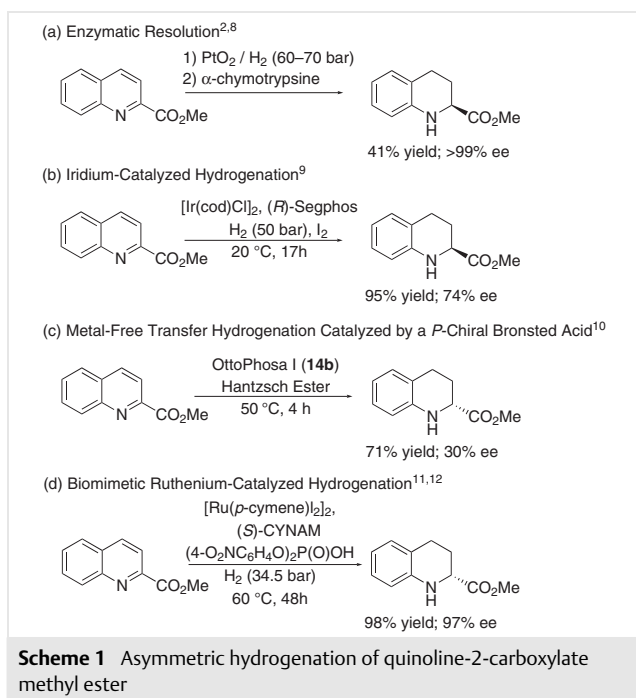 (a) Enzymatic Resolution2,8
1) PtO2 / H2 (60–70 bar)
2) α-chymotrypsine
N
CO2Me
N
H
CO2Me
41% yield; >99% ee
(b) Iridium-Catalyzed Hydrogenation9
[Ir(cod)Cl]2, (R)-Segphos
H2 (50 bar), I2
20 °C, 17h
N
CO2Me
N
H
CO2Me
95% yield; 74% ee
(c) Metal-Free Transfer Hydrogenation Catalyzed by a P-Chiral Bronsted Acid10
OttoPhosa I (14b)
Hantzsch Ester
50 °C, 4 h
N
CO2Me
N
H
CO2Me
71% yield; 30% ee
(d) Biomimetic Ruthenium-Catalyzed Hydrogenation11,12
[Ru(p-cymene)I2]2,
(S)-CYNAM
(4-O2NC6H4O)2P(O)OH
H2 (34.5 bar)
60 °C, 48h
N
CO2Me
N
H
CO2Me
98% yield; 97% ee
Scheme 1 Asymmetric hydrogenation of quinoline-2-carboxylate
methyl ester